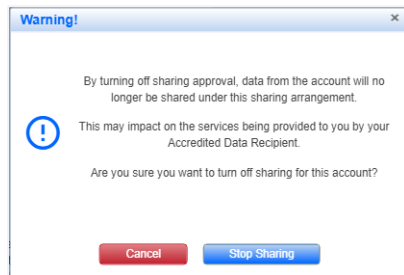 Warning!
By turning off sharing approval, data from the account will no
longer be shared under this sharing arrangement.
This may impact on the services being provided to you by your
Accredited Data Recipient.
Are you sure you want to turn off sharing for this account?
Cancel Stop Sharing